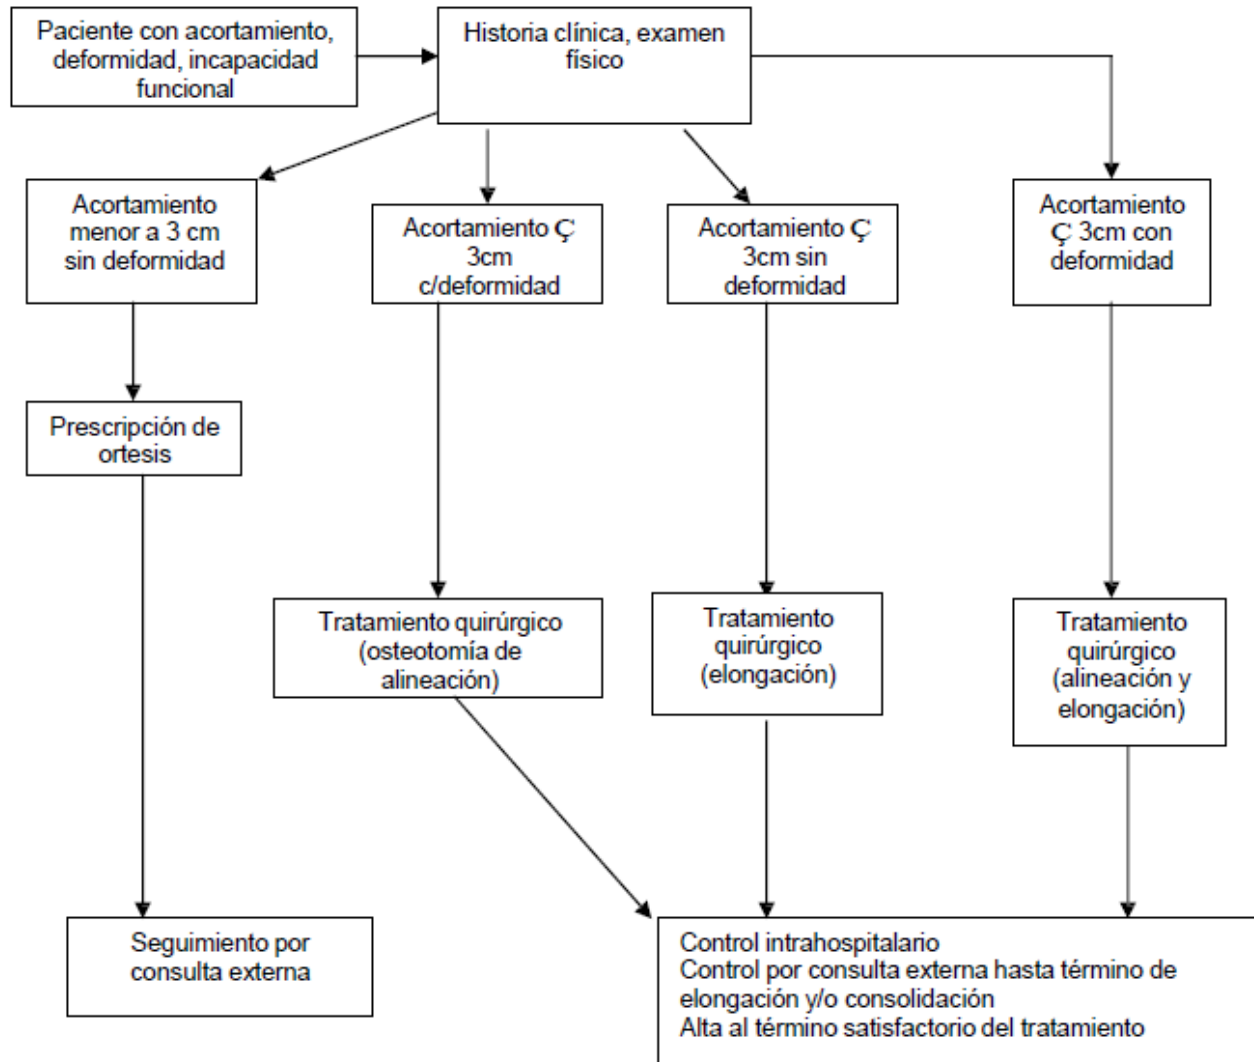 Paciente con acortamiento,
deformidad, incapacidad
funcional
Historia clínica, examen
físico
Acortamiento
menor a 3 cm
sin deformidad
Acortamiento Ç
3cm
c/deformidad
Acortamiento Ç
3cm sin
deformidad
Acortamiento
Ç 3cm con
deformidad
Prescripción de
ortesis
Tratamiento quirúrgico
(osteotomía de
alineación)
Tratamiento
quirúrgico
(elongación)
Tratamiento
quirúrgico
(alineación y
elongación)
Seguimiento por
consulta externa
Control intrahospitalario
Control por consulta externa hasta término de
elongación y/o consolidación
Alta al término satisfactorio del tratamiento